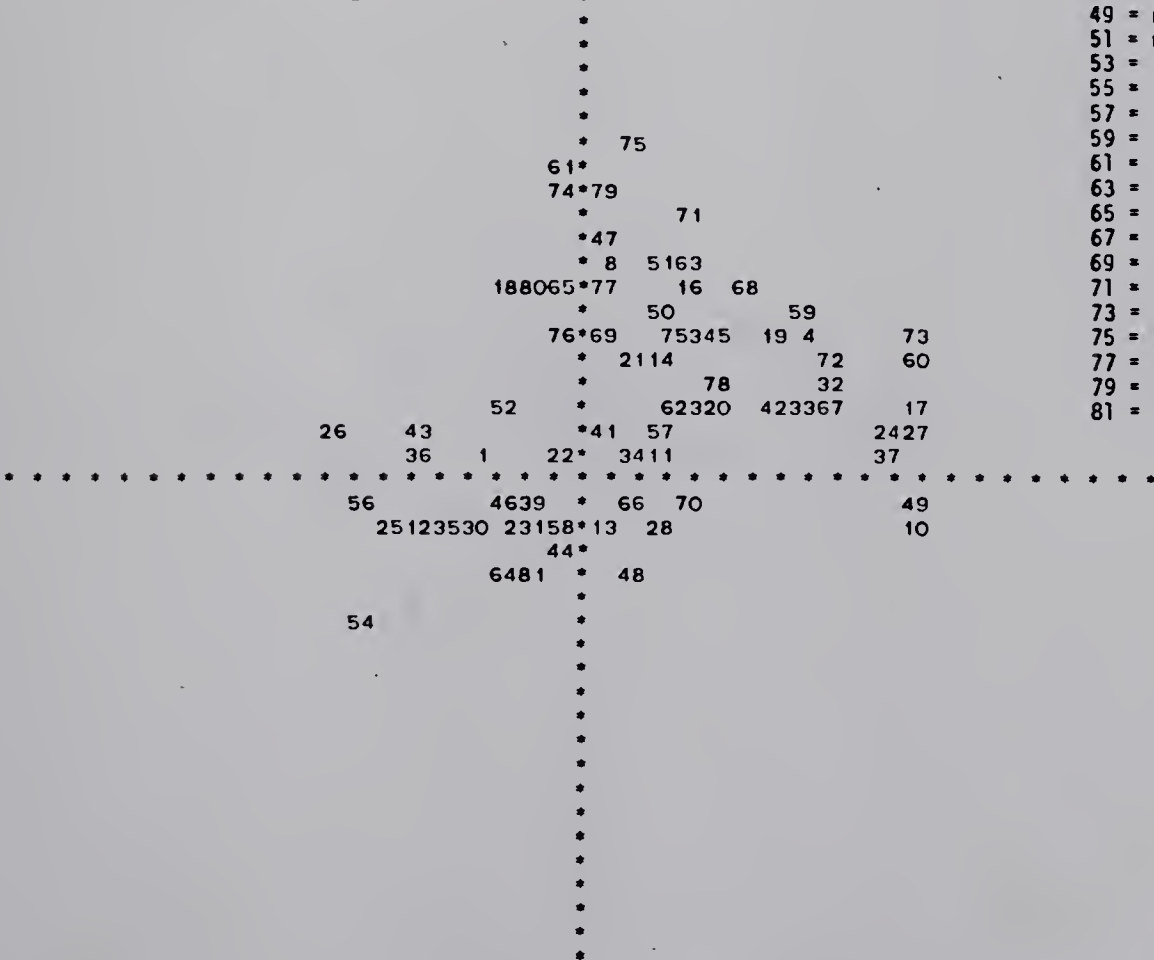 49 =
51 =
53 =
55 =
57 =
75 59 =
61* 61 =
74*79 63 =
* 71 65 =
*47 67 =
* 8 5163 69 =
188065*77 16 68 71 =
* 50 59 73 =
76*69 75345 19 4 73 75 =
* 2114 72 60 77 =
* 78 32 79 =
52 * 62320 423367 17 81 =
26 43 *41 57 2427
36 1 22* 3411 37
56 4639 * 66 70 49
25123530 23158*13 28 10
44*
6481 * 48
54